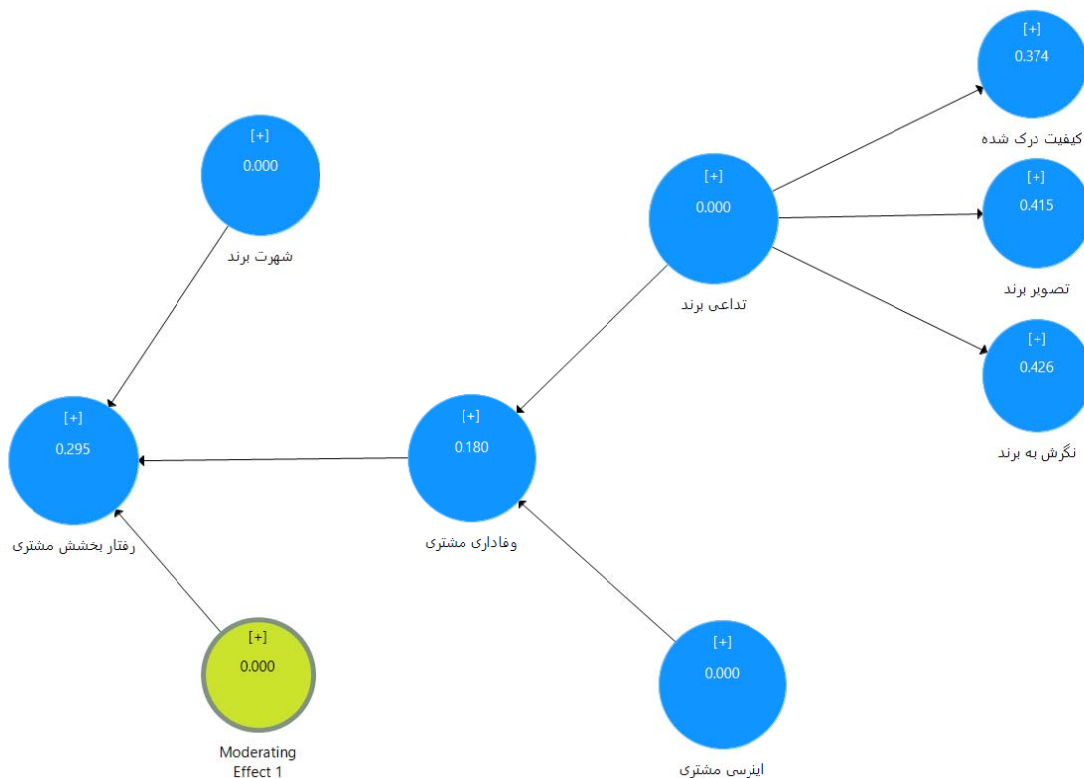 [+]
0.374
کیفیت درک شده
[+]
0.000
شهرت برند
[+]
0.000
تداعی برند
[+]
0.415
تصویر برند
[+]
0.426
نگرش به برند
[+]
0.295
رفتار بخشش مشتری
[+]
0.180
وفاداری مشتری
[+]
0.000
Moderating
Effect 1
[+]
0.000
اینرسی مشتری